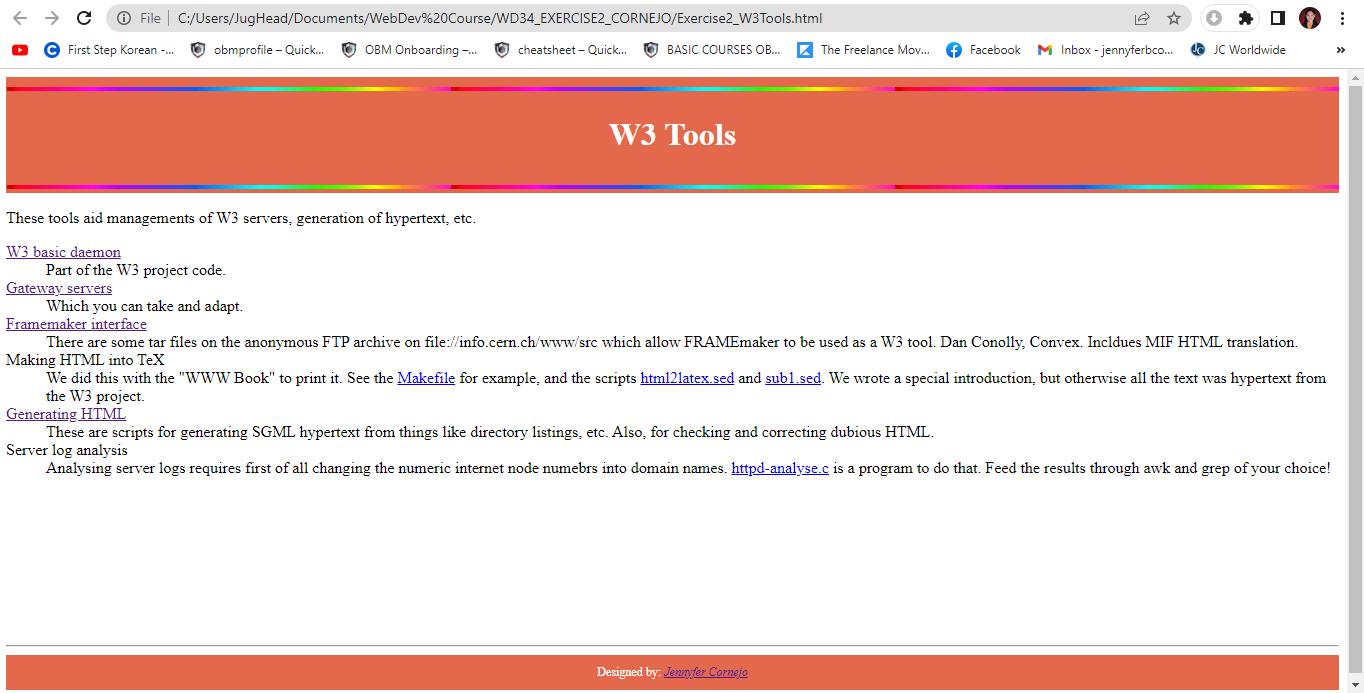 File | C:/Users/JugHead/Documents/WebDev%20Course/WD34_EXERCISE2_CORNEJO/Exercise2_W3Tools.html
First Step Korean -... obmprofile – Quick... OBM Onboarding –... cheatsheet – Quick... BASIC COURSES OB... The Freelance Mov... Facebook Inbox - jennyferbco... JC Worldwide »
W3 Tools
These tools aid managements of W3 servers, generation of hypertext, etc.
W3 basic daemon
Part of the W3 project code.
Gateway servers
Which you can take and adapt.
Framemaker interface
There are some tar files on the anonymous FTP archive on file://info.cern.ch/www/src which allow FRAMEmaker to be used as a W3 tool. Dan Conolly, Convex. Incldues MIF HTML translation.
Making HTML into TeX
We did this with the "WWW Book" to print it. See the Makefile for example, and the scripts html2latex.sed and sub1.sed. We wrote a special introduction, but otherwise all the text was hypertext from
the W3 project.
Generating HTML
These are scripts for generating SGML hypertext from things like directory listings, etc. Also, for checking and correcting dubious HTML.
Server log analysis
Analysing server logs requires first of all changing the numeric internet node numebrs into domain names. httpd-analyse.c is a program to do that. Feed the results through awk and grep of your choice!
Designed by: Jennyfer Cornejo